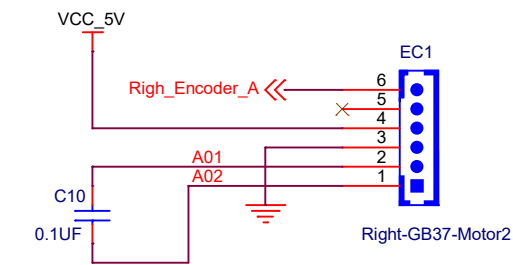 VCC_5V
EC1
Righ_Encoder_A
6
5
4
3
A01
2
A02
1
C10
0.1UF
Right-GB37-Motor2